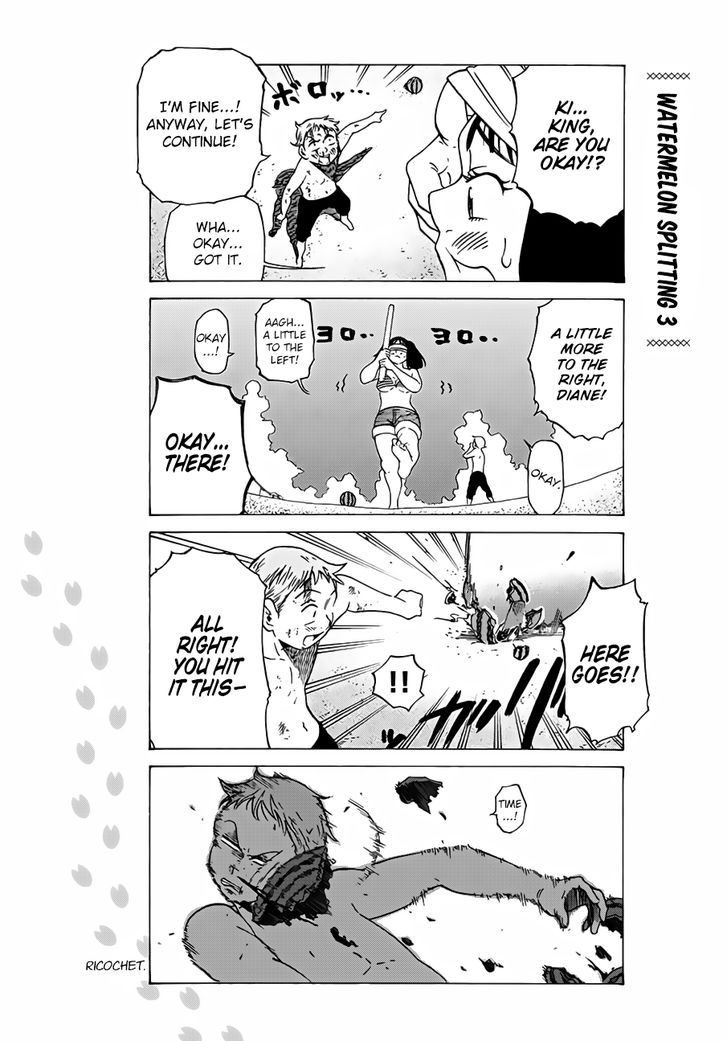 WATERMELON SPLITTING 3
KI...
KING,
ARE YOU
OKAY!?
ボロッ...
I'M FINE...!
ANYWAY, LET'S
CONTINUE!
WHA...
OKAY...
GOT IT.
A LITTLE
MORE
TO THE
RIGHT,
DIANE!
OKAY.
ヨロ..
ヨロ..
AAGH...
A LITTLE
TO THE
LEFT!
OKAY
...!
OKAY...
THERE!
HERE
GOES!!
ガッ
!!
ALL
RIGHT!
YOU HIT
IT THIS-
TIME
...!
RICOCHET.